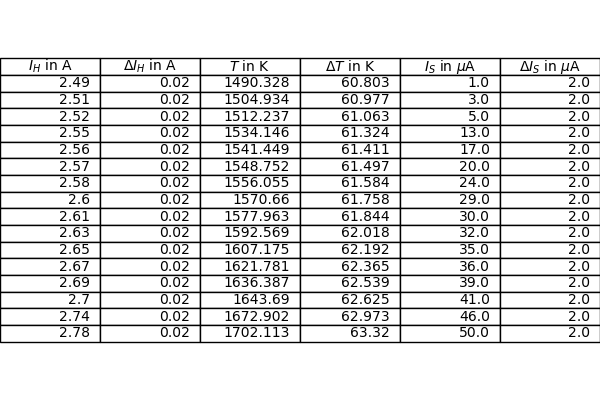 I_H in A ΔI_H in A T in K ΔT in K I_S in μA ΔI_S in μA
2.49 0.02 1490.328 60.803 1.0 2.0
2.51 0.02 1504.934 60.977 3.0 2.0
2.52 0.02 1512.237 61.063 5.0 2.0
2.55 0.02 1534.146 61.324 13.0 2.0
2.56 0.02 1541.449 61.411 17.0 2.0
2.57 0.02 1548.752 61.497 20.0 2.0
2.58 0.02 1556.055 61.584 24.0 2.0
2.6 0.02 1570.66 61.758 29.0 2.0
2.61 0.02 1577.963 61.844 30.0 2.0
2.63 0.02 1592.569 62.018 32.0 2.0
2.65 0.02 1607.175 62.192 35.0 2.0
2.67 0.02 1621.781 62.365 36.0 2.0
2.69 0.02 1636.387 62.539 39.0 2.0
2.7 0.02 1643.69 62.625 41.0 2.0
2.74 0.02 1672.902 62.973 46.0 2.0
2.78 0.02 1702.113 63.32 50.0 2.0